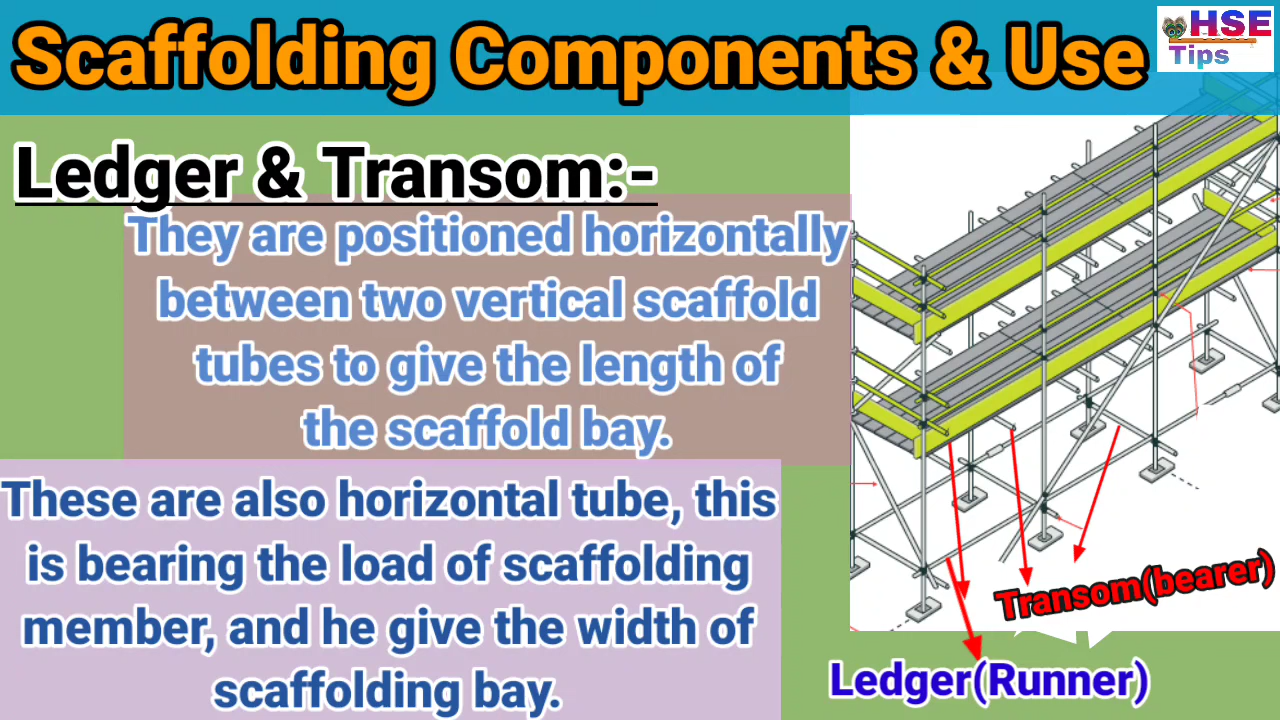 Scaffolding Components & Use
HSE
Tips
Ledger & Transom:-
They are positioned horizontally
between two vertical scaffold
tubes to give the length of
the scaffold bay.
These are also horizontal tube, this
is bearing the load of scaffolding
member, and he give the width of
scaffolding bay.
Transom(bearer)
Ledger(Runner)